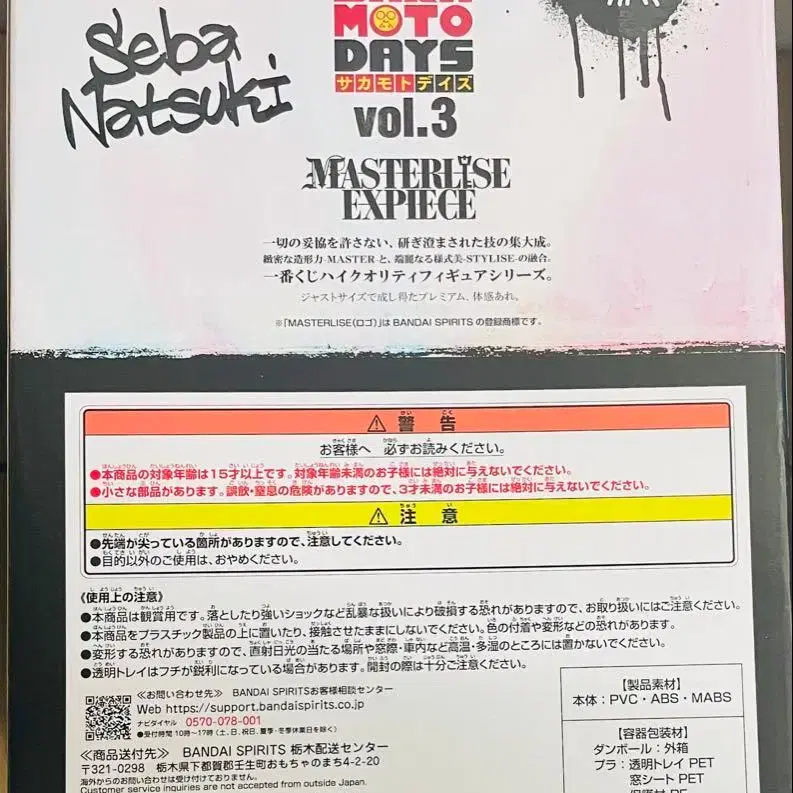 Seba
Natsuki
MOTO
DAYS
サカモトデイズ
vol.3
MASTERLISE
EXPIECE
一切の妥協を許さない、研ぎ澄まされた技の集大成。
緻密な造形力-MASTER-と、端麗なる様式美-STYLISE-の融合。
一番くじハイクオリティフィギュアシリーズ。
ジャストサイズで成し得たプレミアム、体感あれ。
※「MASTERLISE(ロゴ)」は BANDAI SPIRITS の登録商標です。
⚠ 警告
お客様へ 必ずお読みください。
●本商品の対象年齢は15才以上です。対象年齢未満のお子様には絶対に与えないでください。
●小さな部品があります。誤飲・窒息の危険がありますので、3才未満のお子様には絶対に与えないでください。
⚠ 注意
●先端が尖っている箇所がありますので、注意してください。
●目的以外のご使用は、おやめください。
《使用上の注意》
●本商品は観賞用です。落としたり強いショックなど乱暴な扱いにより破損する恐れがありますので、お取り扱いにはご注意ください。
●本商品をプラスチック製品の上に置いたり、接触させたままにしないでください。色の付着や変形などの恐れがあります。
●変形する恐れがありますので、直射日光の当たる場所や窓際・車内など高温・多湿のところには置かないでください。
●透明トレイはフチが鋭利になっている場合があります。開封の際は十分ご注意ください。
≪お問い合わせ先≫ BANDAI SPIRITSお客様相談センター
Web https://support.bandaispirits.co.jp
ナビダイヤル 0570-078-001
●受付時間 10時～17時(土、日、祝日、夏季・冬季休業日を除く)
≪商品送付先≫ BANDAI SPIRITS 栃木配送センター
〒321-0298 栃木県下都賀郡壬生町おもちゃのまち4-2-20
海外からのお問い合わせは受け付けておりません。
Customer service inquiries are not accepted from outside Japan.
【製品素材】
本体：PVC・ABS・MABS
【容器包装材】
ダンボール：外箱
プラ：透明トレイ PET
窓シート PET